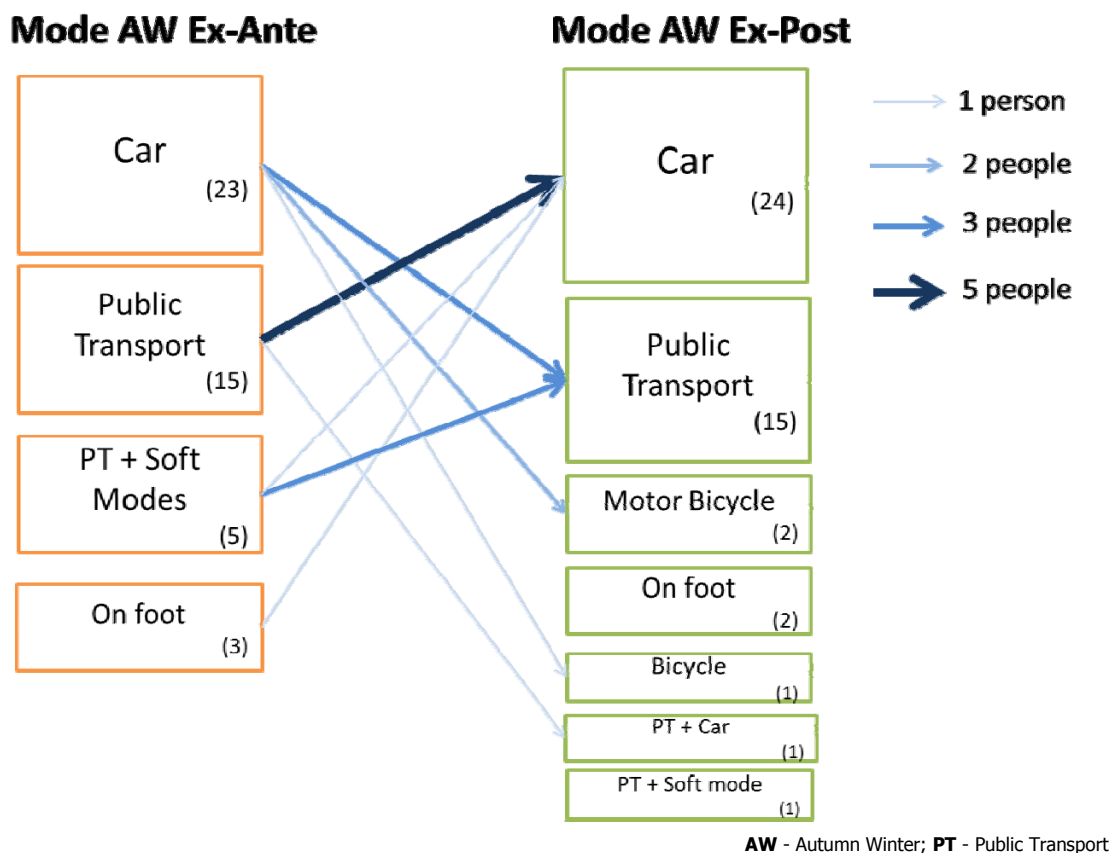 Mode AW Ex-Ante
Mode AW Ex-Post
Car
(23)
Public
Transport
(15)
PT + Soft
Modes
(5)
On foot
(3)
Car
(24)
Public
Transport
(15)
Motor Bicycle
(2)
On foot
(2)
Bicycle
(1)
PT + Car
(1)
PT + Soft mode
(1)
1 person
2 people
3 people
5 people
AW - Autumn Winter; PT - Public Transport